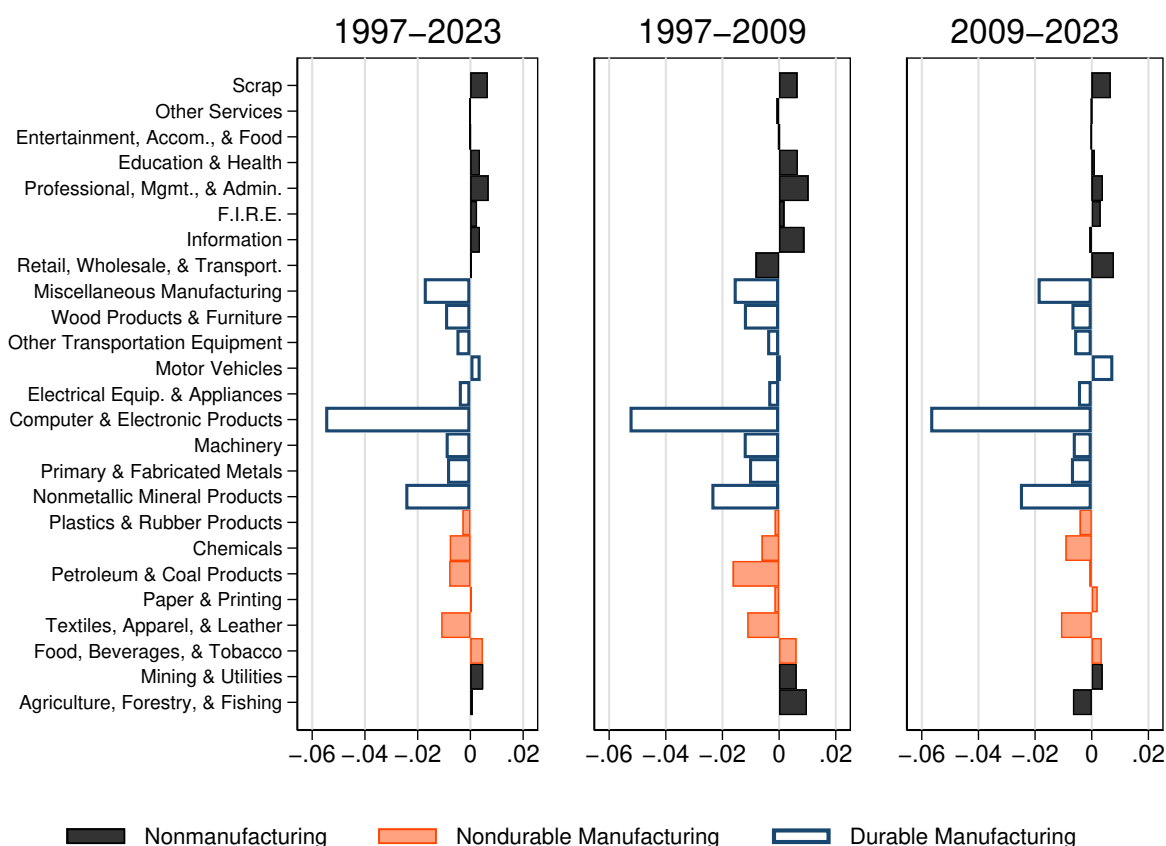 1997−2023 1997−2009 2009−2023
Scrap
Other Services
Entertainment, Accom., & Food
Education & Health
Professional, Mgmt., & Admin.
F.I.R.E.
Information
Retail, Wholesale, & Transport.
Miscellaneous Manufacturing
Wood Products & Furniture
Other Transportation Equipment
Motor Vehicles
Electrical Equip. & Appliances
Computer & Electronic Products
Machinery
Primary & Fabricated Metals
Nonmetallic Mineral Products
Plastics & Rubber Products
Chemicals
Petroleum & Coal Products
Paper & Printing
Textiles, Apparel, & Leather
Food, Beverages, & Tobacco
Mining & Utilities
Agriculture, Forestry, & Fishing
−.06 −.04 −.02 0 .02 −.06 −.04 −.02 0 .02 −.06 −.04 −.02 0 .02
Nonmanufacturing Nondurable Manufacturing Durable Manufacturing